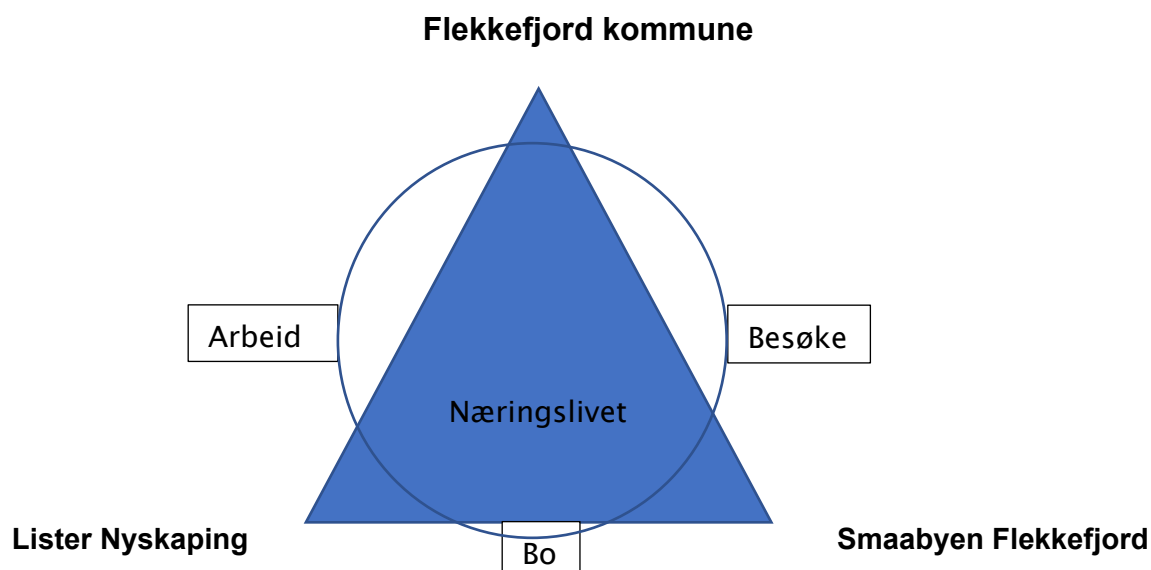 Flekkefjord kommune
Arbeid
Besøke
Næringslivet
Lister Nyskaping
Smaabyen Flekkefjord
Bo